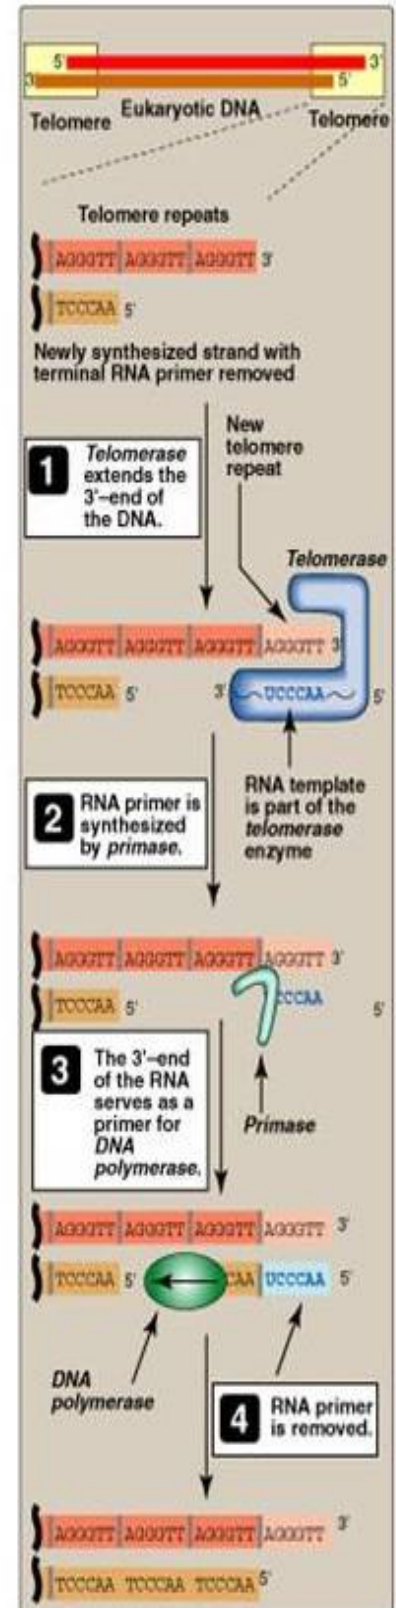 5' 3'
3' 5'
Eukaryotic DNA
Telomere Telomere
Telomere repeats
AGGGTT AGGGTT AGGGTT 3'
TCCCAA 5'
Newly synthesized strand with
terminal RNA primer removed
New
telomere
repeat
1 Telomerase
extends the
3'–end of
the DNA.
Telomerase
AGGGTT AGGGTT AGGGTT AGGGTT 3'
TCCCAA 5' 3' UCCCAA 5'
RNA template
is part of the
telomerase
enzyme
2 RNA primer is
synthesized
by primase.
AGGGTT AGGGTT AGGGTT AGGGTT 3'
TCCCAA 5' CCCAA 5'
3 The 3'–end
of the RNA
serves as a
primer for
DNA
polymerase.
Primase
AGGGTT AGGGTT AGGGTT AGGGTT 3'
TCCCAA 5' CAA UCCCAA 5'
DNA
polymerase
4 RNA primer
is removed.
AGGGTT AGGGTT AGGGTT AGGGTT 3'
TCCCAA TCCCAA TCCCAA 5'